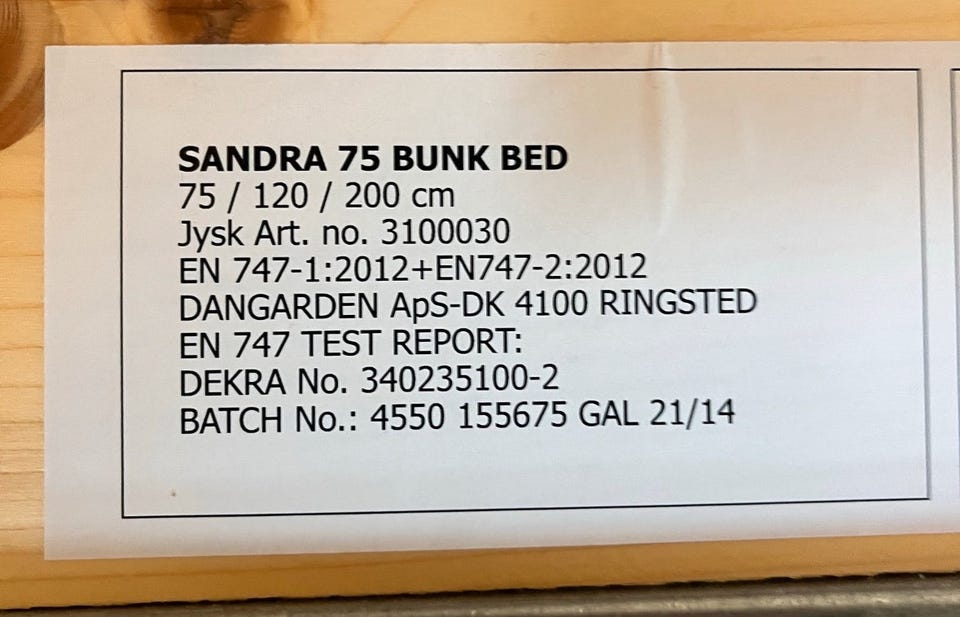 SANDRA 75 BUNK BED
75 / 120 / 200 cm
Jysk Art. no. 3100030
EN 747-1:2012+EN747-2:2012
DANGARDEN ApS-DK 4100 RINGSTED
EN 747 TEST REPORT:
DEKRA No. 340235100-2
BATCH No.: 4550 155675 GAL 21/14